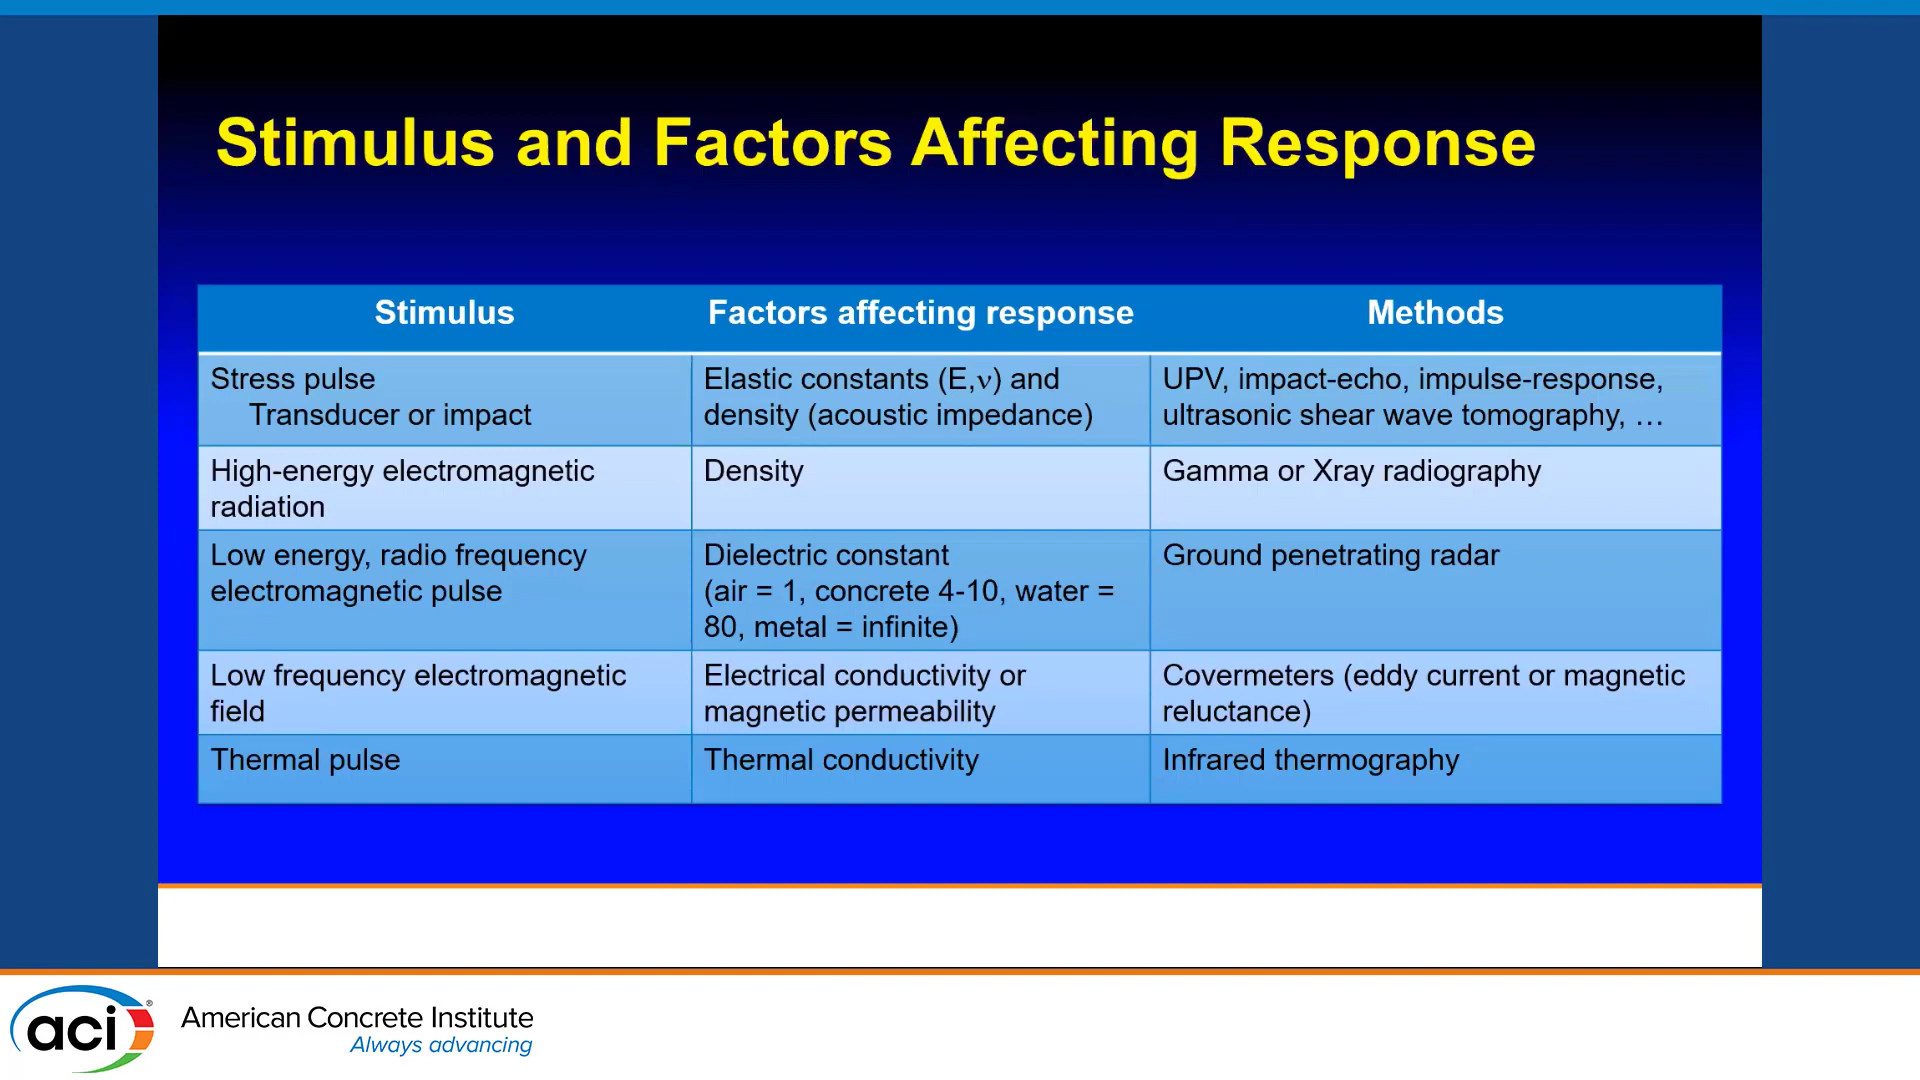 Stimulus and Factors Affecting Response
Stimulus
Factors affecting response
Methods
Stress pulse
Transducer or impact
Elastic constants (E,ν) and
density (acoustic impedance)
UPV, impact-echo, impulse-response,
ultrasonic shear wave tomography, …
High-energy electromagnetic
radiation
Density
Gamma or Xray radiography
Low energy, radio frequency
electromagnetic pulse
Dielectric constant
(air = 1, concrete 4-10, water =
80, metal = infinite)
Ground penetrating radar
Low frequency electromagnetic
field
Electrical conductivity or
magnetic permeability
Covermeters (eddy current or magnetic
reluctance)
Thermal pulse
Thermal conductivity
Infrared thermography
aci®
American Concrete Institute
Always advancing